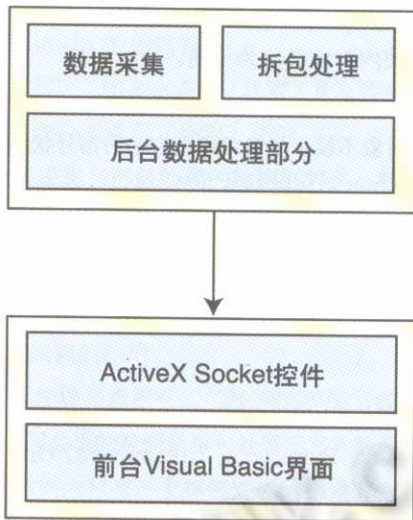 数据采集
拆包处理
后台数据处理部分
ActiveX Socket控件
前台Visual Basic界面